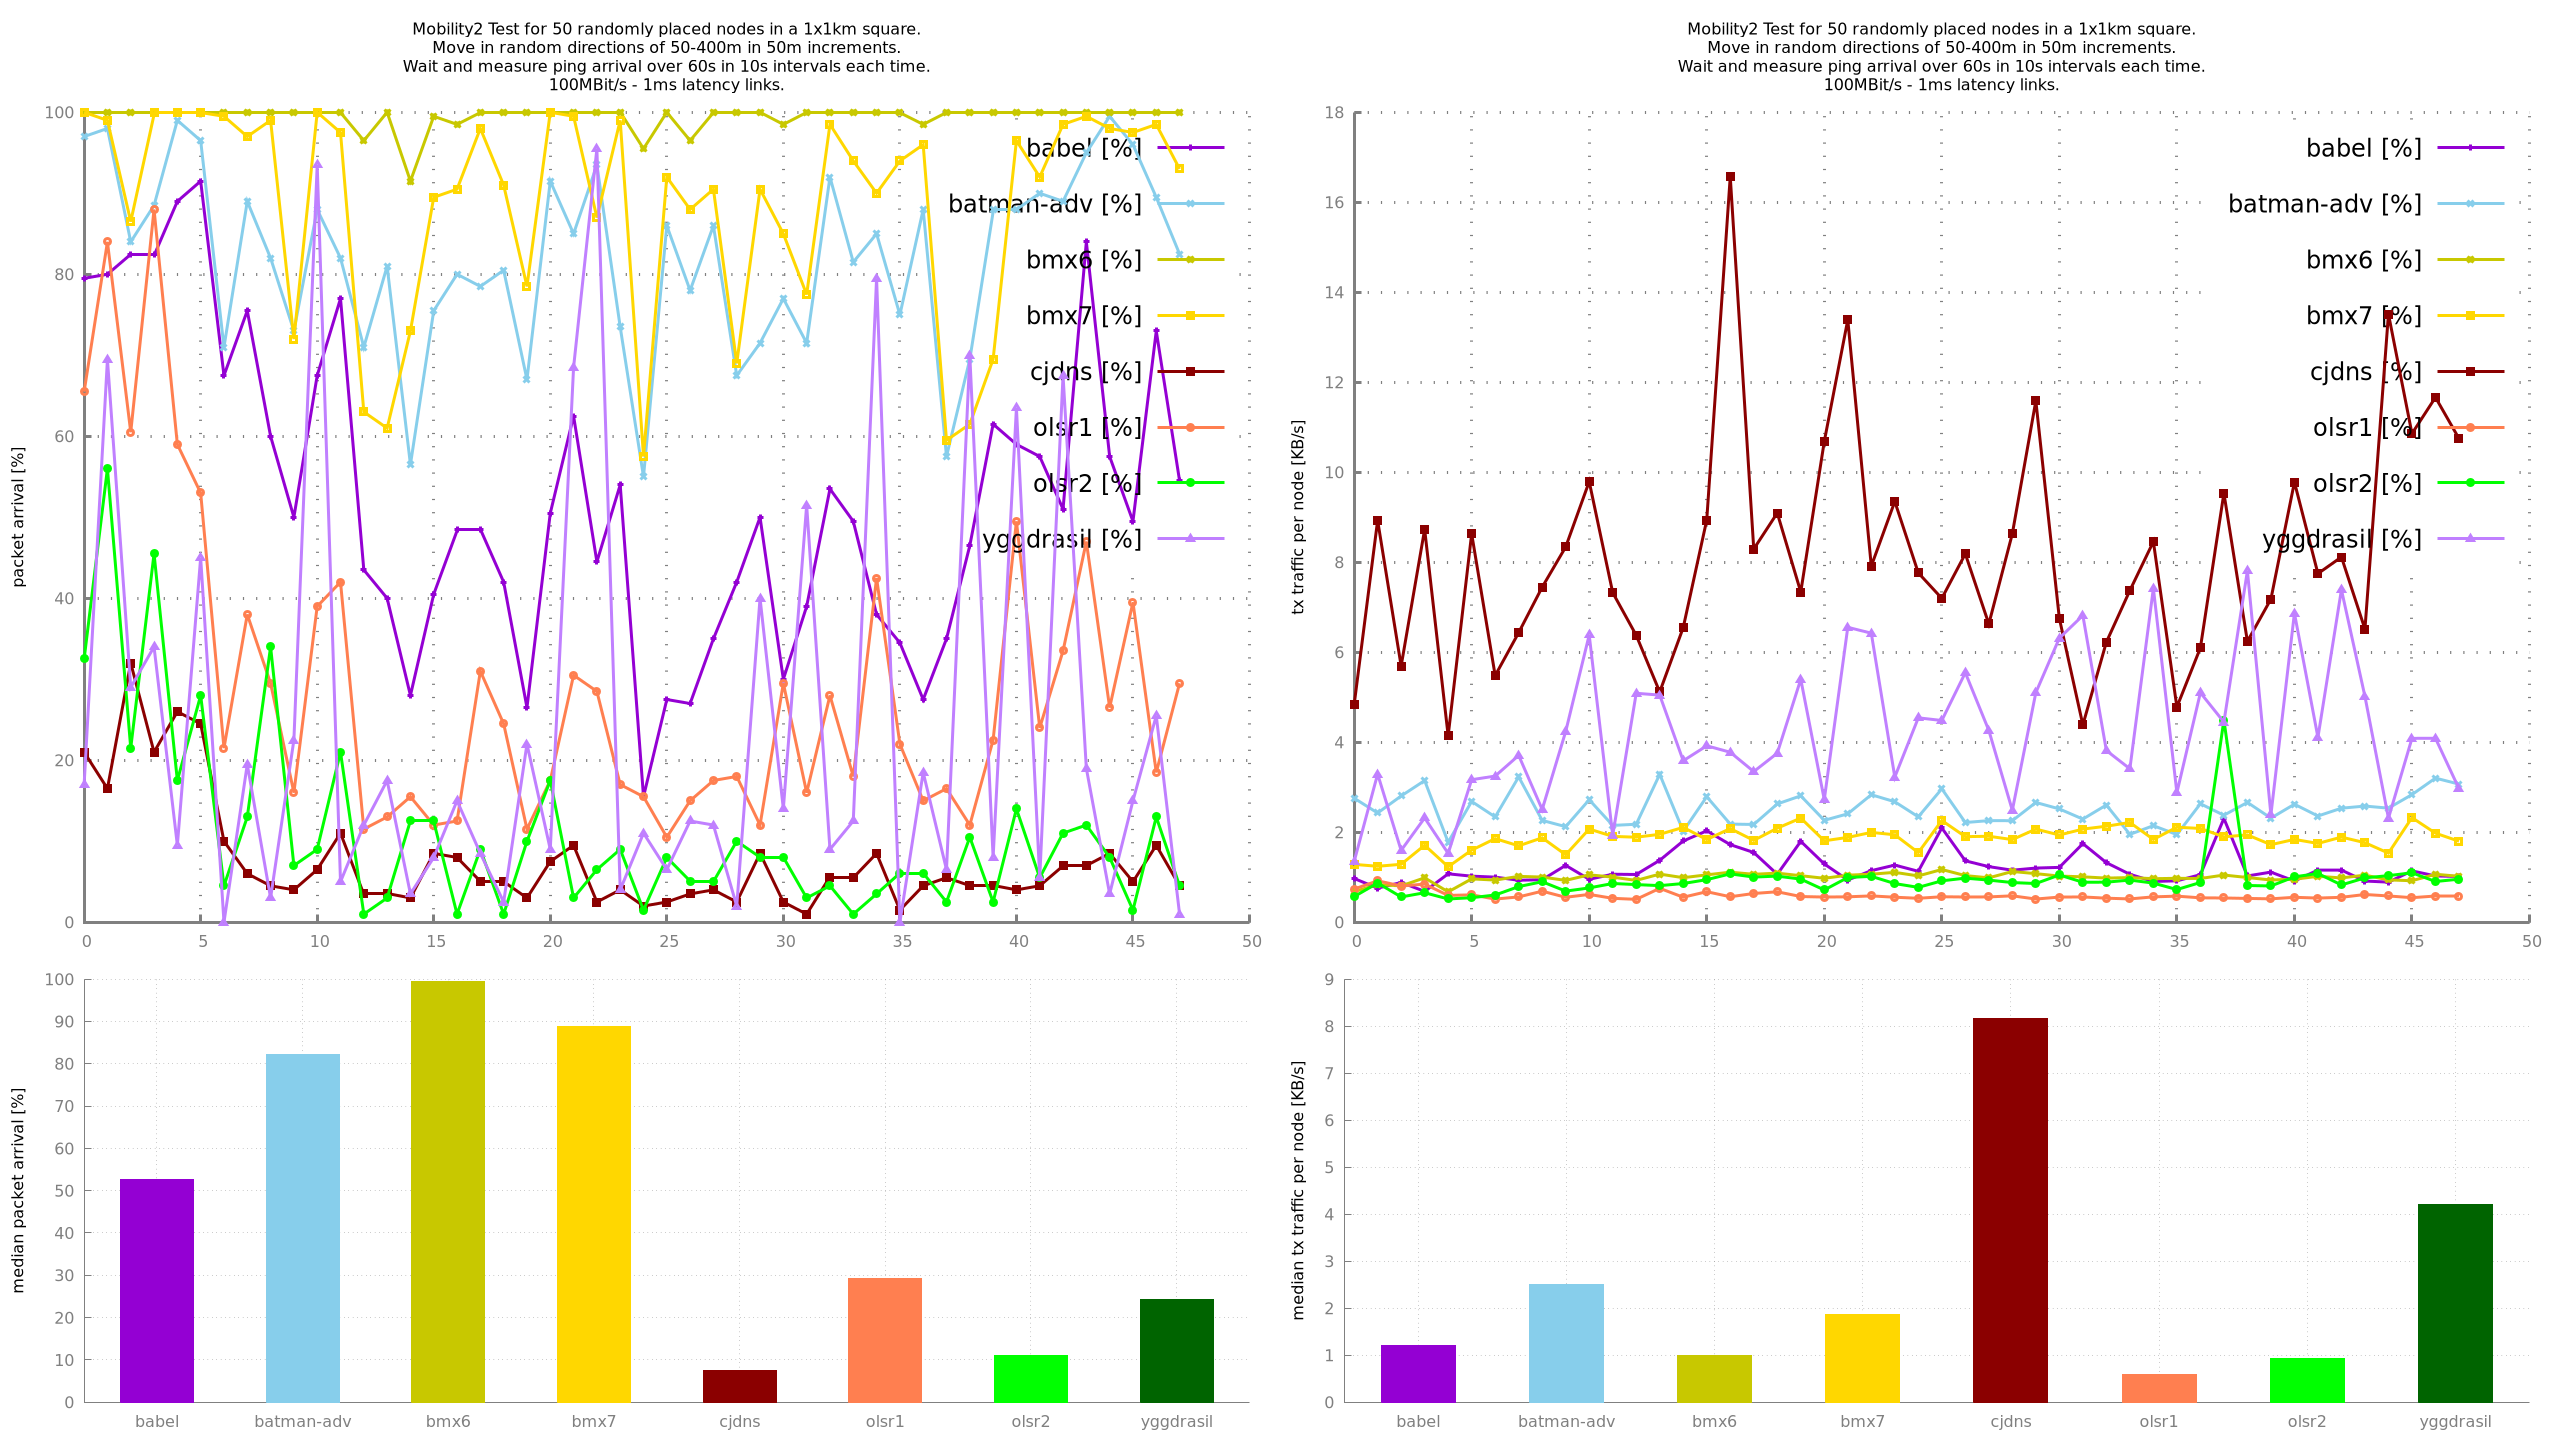 Mobility2 Test for 50 randomly placed nodes in a 1x1km square.
Move in random directions of 50-400m in 50m increments.
Wait and measure ping arrival over 60s in 10s intervals each time.
100MBit/s - 1ms latency links.
packet arrival [%]
100
80
60
40
20
0
0 5 10 15 20 25 30 35 40 45 50
babel [%]
batman-adv [%]
bmx6 [%]
bmx7 [%]
cjdns [%]
olsr1 [%]
olsr2 [%]
yggdrasil [%]
Mobility2 Test for 50 randomly placed nodes in a 1x1km square.
Move in random directions of 50-400m in 50m increments.
Wait and measure ping arrival over 60s in 10s intervals each time.
100MBit/s - 1ms latency links.
tx traffic per node [KB/s]
18
16
14
12
10
8
6
4
2
0
0 5 10 15 20 25 30 35 40 45 50
babel [%]
batman-adv [%]
bmx6 [%]
bmx7 [%]
cjdns [%]
olsr1 [%]
olsr2 [%]
yggdrasil [%]
median packet arrival [%]
100
90
80
70
60
50
40
30
20
10
0
babel batman-adv bmx6 bmx7 cjdns olsr1 olsr2 yggdrasil
median tx traffic per node [KB/s]
9
8
7
6
5
4
3
2
1
0
babel batman-adv bmx6 bmx7 cjdns olsr1 olsr2 yggdrasil